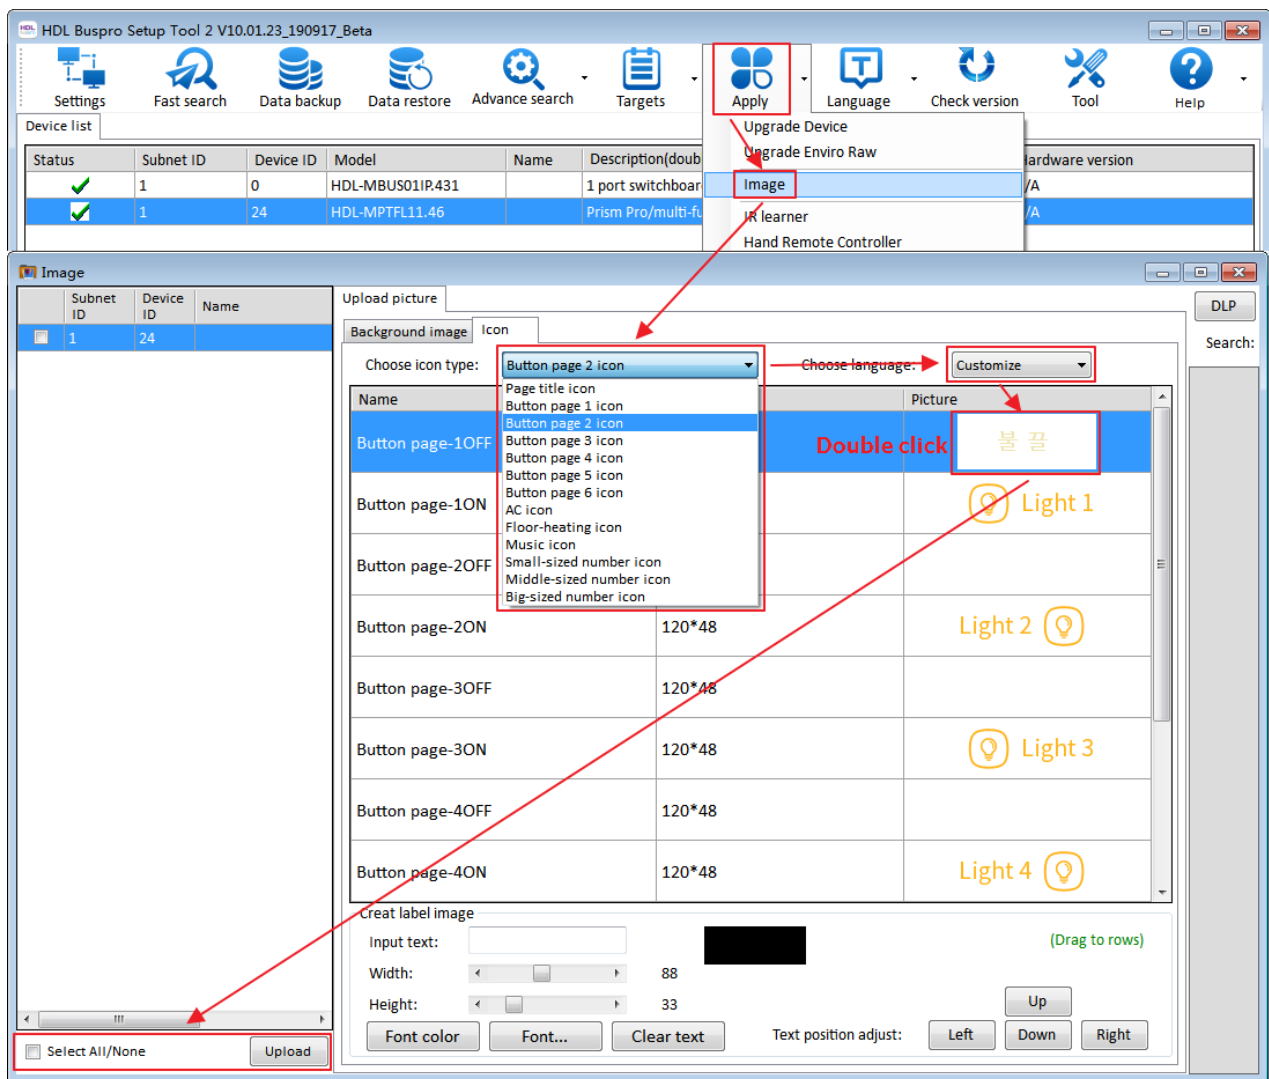 HDL Buspro Setup Tool 2 V10.01.23_190917_Beta
Settings
Fast search
Data backup
Data restore
Advance search
Targets
Apply
Language
Check version
Tool
Help
Device list
Upgrade Device
Upgrade Enviro Raw
Image
IR learner
Hand Remote Controller
Status Subnet ID Device ID Model Name Description(doub Hardware version
1 0 HDL-MBUS01IP.431 1 port switchboar /A
1 24 HDL-MPTFL11.46 Prism Pro/multi-fu /A
Image
Subnet ID Device ID Name
1 24
Upload picture
DLP
Search:
Background image Icon
Choose icon type: Button page 2 icon Choose language: Customize
Page title icon
Button page 1 icon
Button page 2 icon
Button page 3 icon
Button page 4 icon
Button page 5 icon
Button page 6 icon
AC icon
Floor-heating icon
Music icon
Small-sized number icon
Middle-sized number icon
Big-sized number icon
Name Picture
Button page-1OFF Double click 불 끌
Button page-1ON Light 1
Button page-2OFF
Button page-2ON 120*48 Light 2
Button page-3OFF 120*48
Button page-3ON 120*48 Light 3
Button page-4OFF 120*48
Button page-4ON 120*48 Light 4
Creat label image
Input text: (Drag to rows)
Width: 88
Height: 33
Up
Font color Font... Clear text Text position adjust: Left Down Right
Select All/None Upload